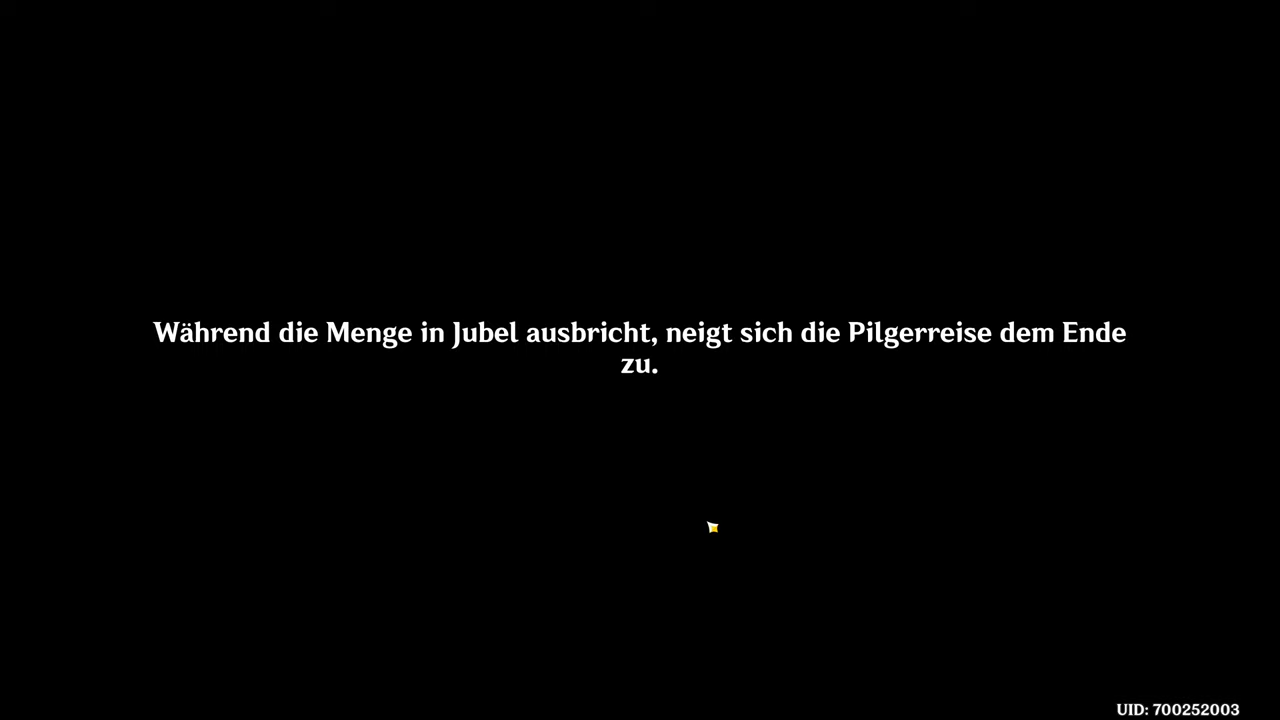 Während die Menge in Jubel ausbricht, neigt sich die Pilgerreise dem Ende
zu.
UID: 700252003